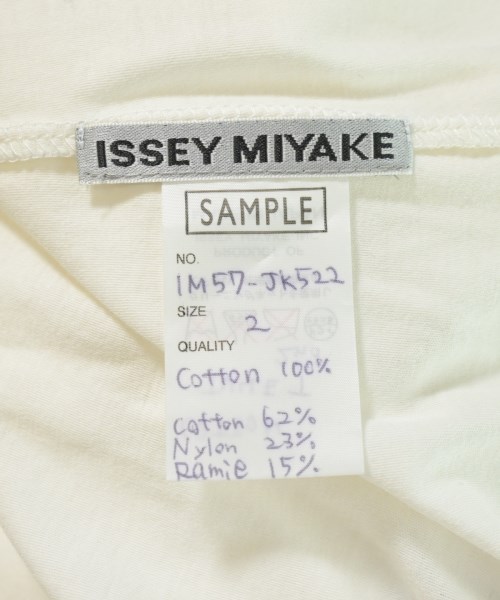 ISSEY MIYAKE
SAMPLE
NO.
IM57-JK522
SIZE
2
QUALITY
Cotton 100%
Cotton 62%
Nylon 23%
Ramie 15%